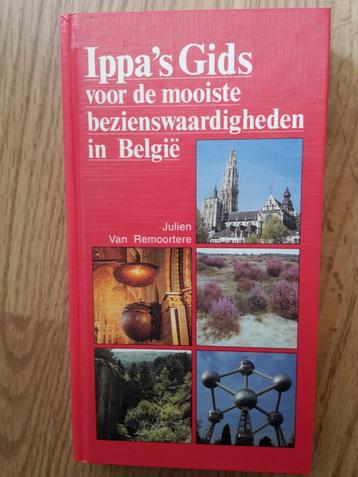 Ippa's Gids
voor de mooiste
bezienswaardigheden
in België
Julien
Van Remoortere